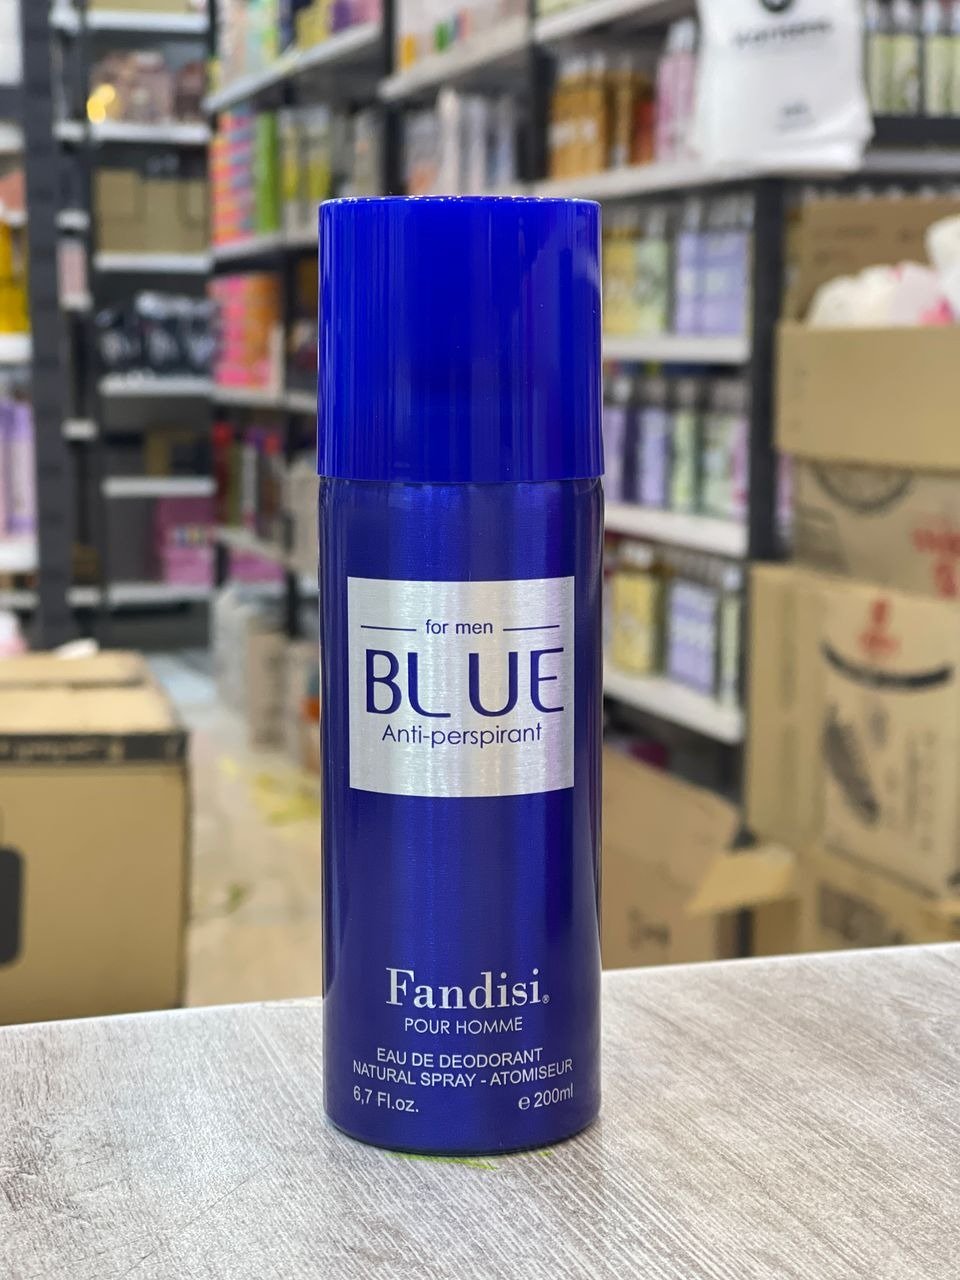 for men
BLUE
Anti-perspirant
Fandisi®
POUR HOMME
EAU DE DEODORANT
NATURAL SPRAY - ATOMISEUR
6,7 Fl.oz. ℮ 200ml